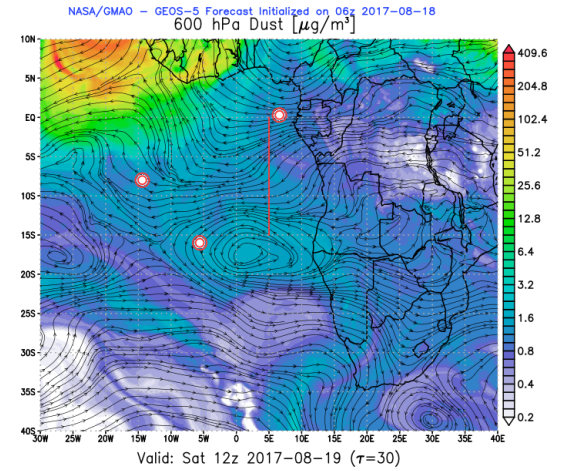 NASA/GMAO - GEOS-5 Forecast Initialized on 06z 2017-08-18
600 hPa Dust [μg/m³]
10N
5N
EQ
5S
10S
15S
20S
25S
30S
35S
40S
30W 25W 20W 15W 10W 5W 0 5E 10E 15E 20E 25E 30E 35E 40E
409.6
204.8
102.4
51.2
25.6
12.8
6.4
3.2
1.6
0.8
0.4
0.2
Valid: Sat 12z 2017-08-19 (τ=30)